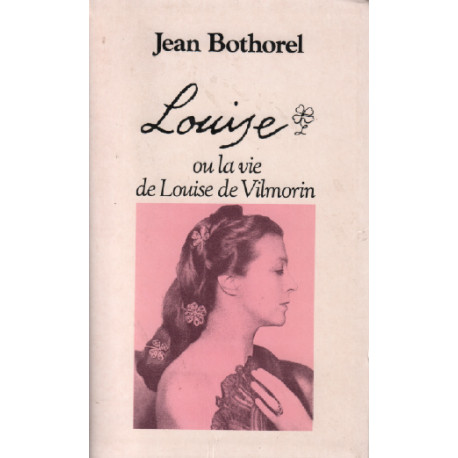 Jean Bothorel
Louise
ou la vie
de Louise de Vilmorin